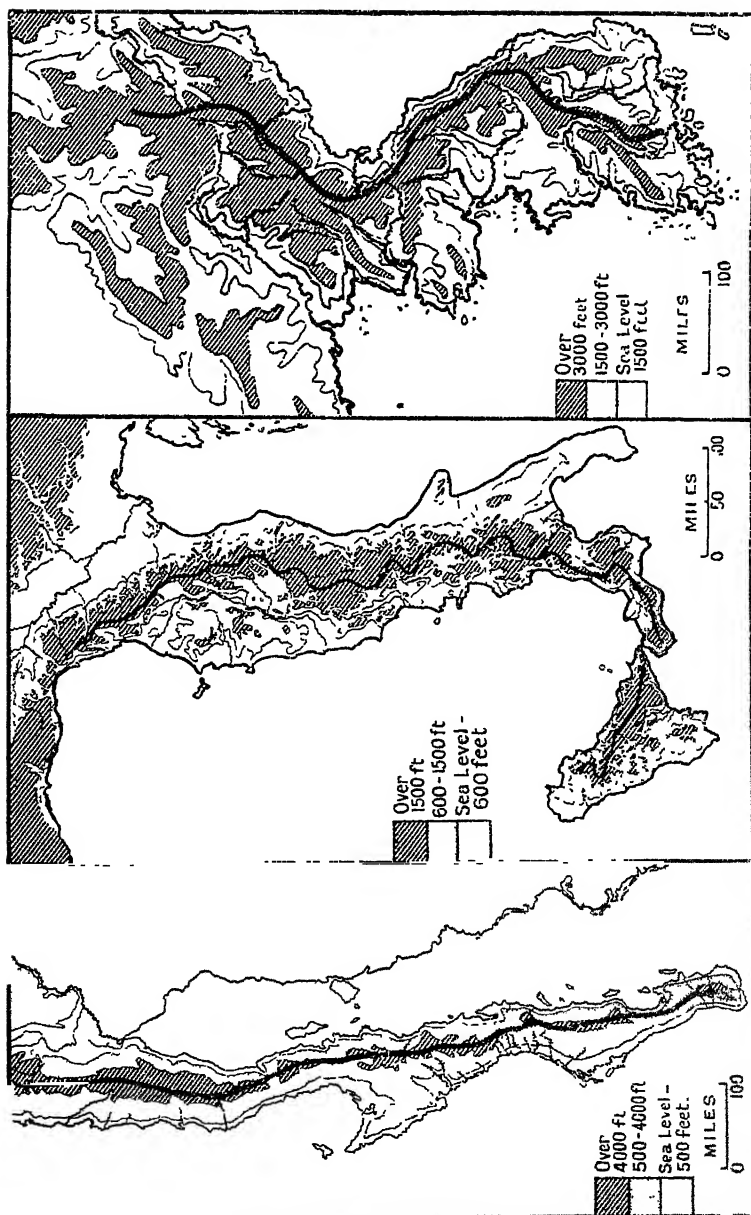 Over
3000 feet
1500-3000 ft
Sea Level
1500 feet
MILES
0 100
Over
1500 ft
600-1500 ft
Sea Level-
600 feet
MILES
0 50
Over
4000 ft
500-4000 ft
Sea Level-
500 feet.
MILES
0 100